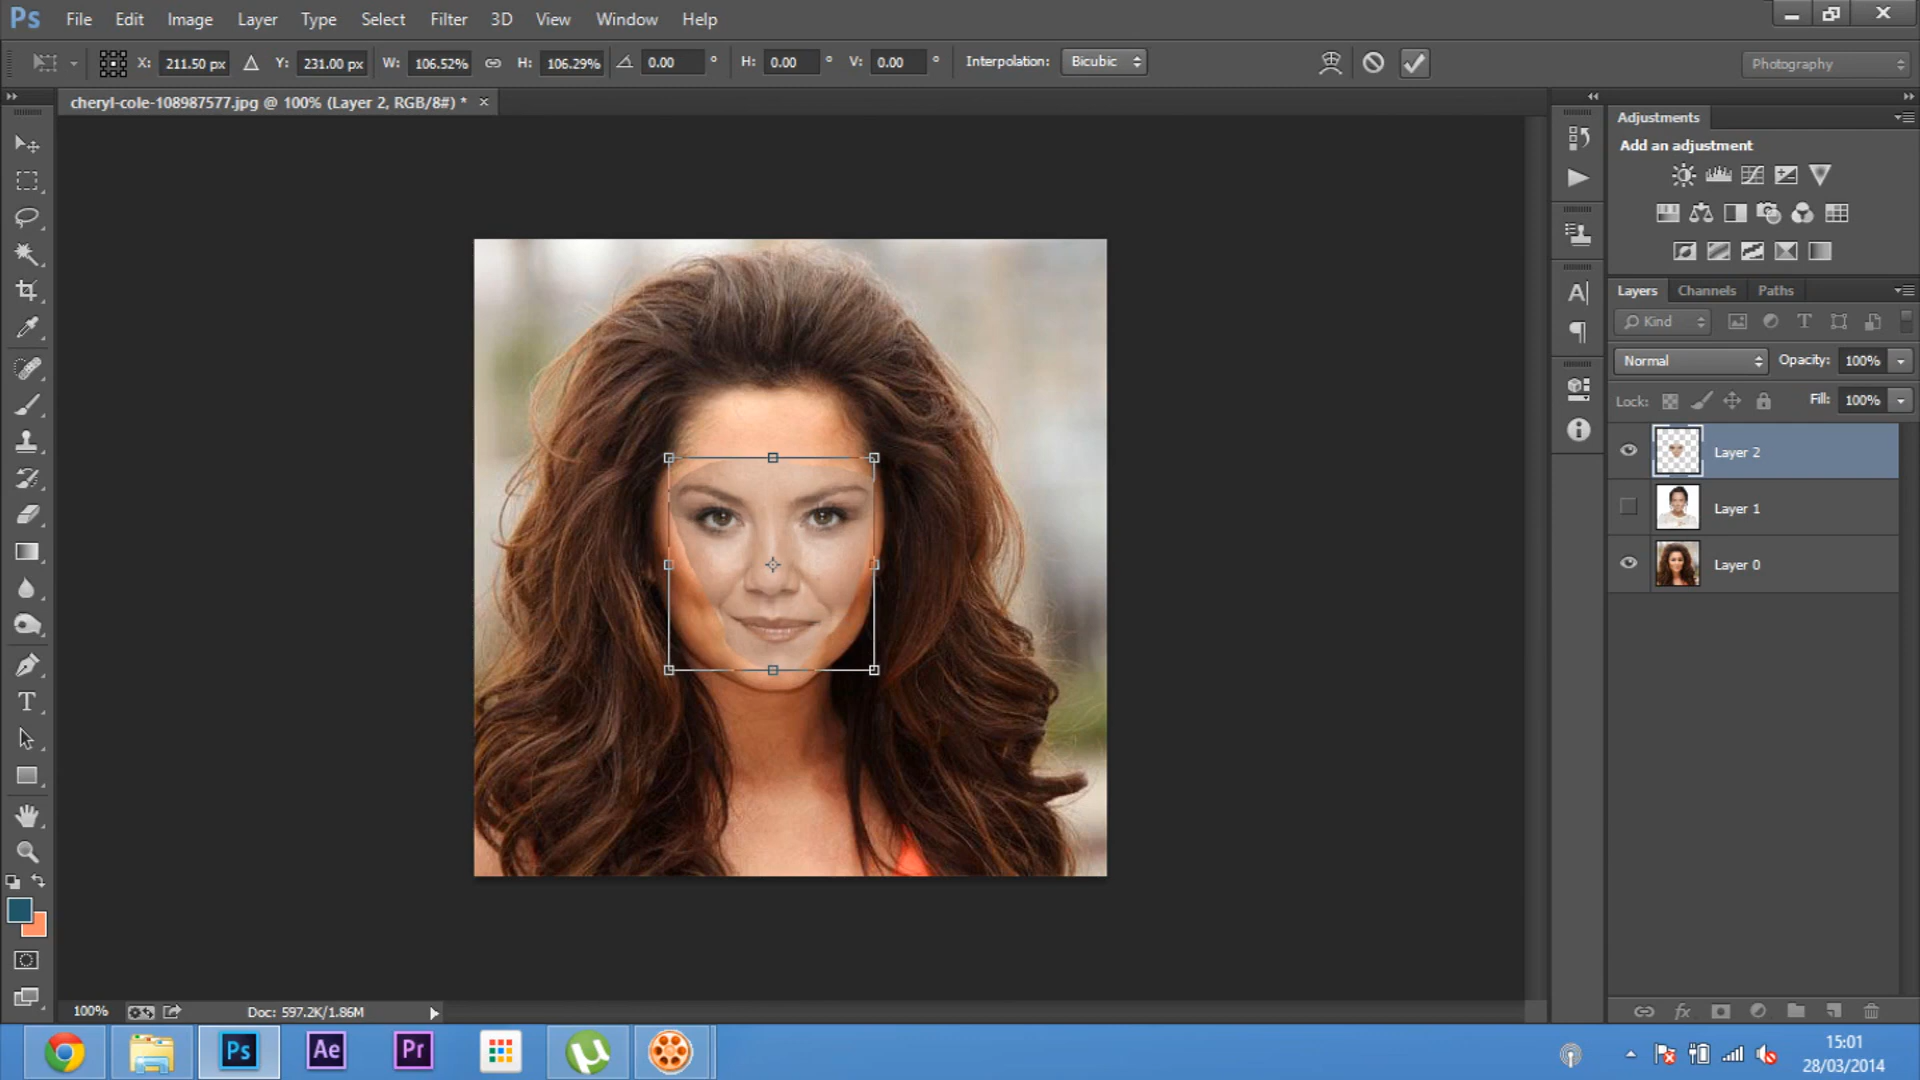 Ps File Edit Image Layer Type Select Filter 3D View Window Help
X: 211.50 px Y: 231.00 px W: 106.52% H: 106.29% 0.00 ° H: 0.00 ° V: 0.00 ° Interpolation: Bicubic Photography
cheryl-cole-108987577.jpg @ 100% (Layer 2, RGB/8#) * ×
Adjustments
Add an adjustment
Layers Channels Paths
Kind
Normal Opacity: 100%
Lock: Fill: 100%
Layer 2
Layer 1
Layer 0
100% Doc: 597.2K/1.86M
Ps Ae Pr
15:01
28/03/2014